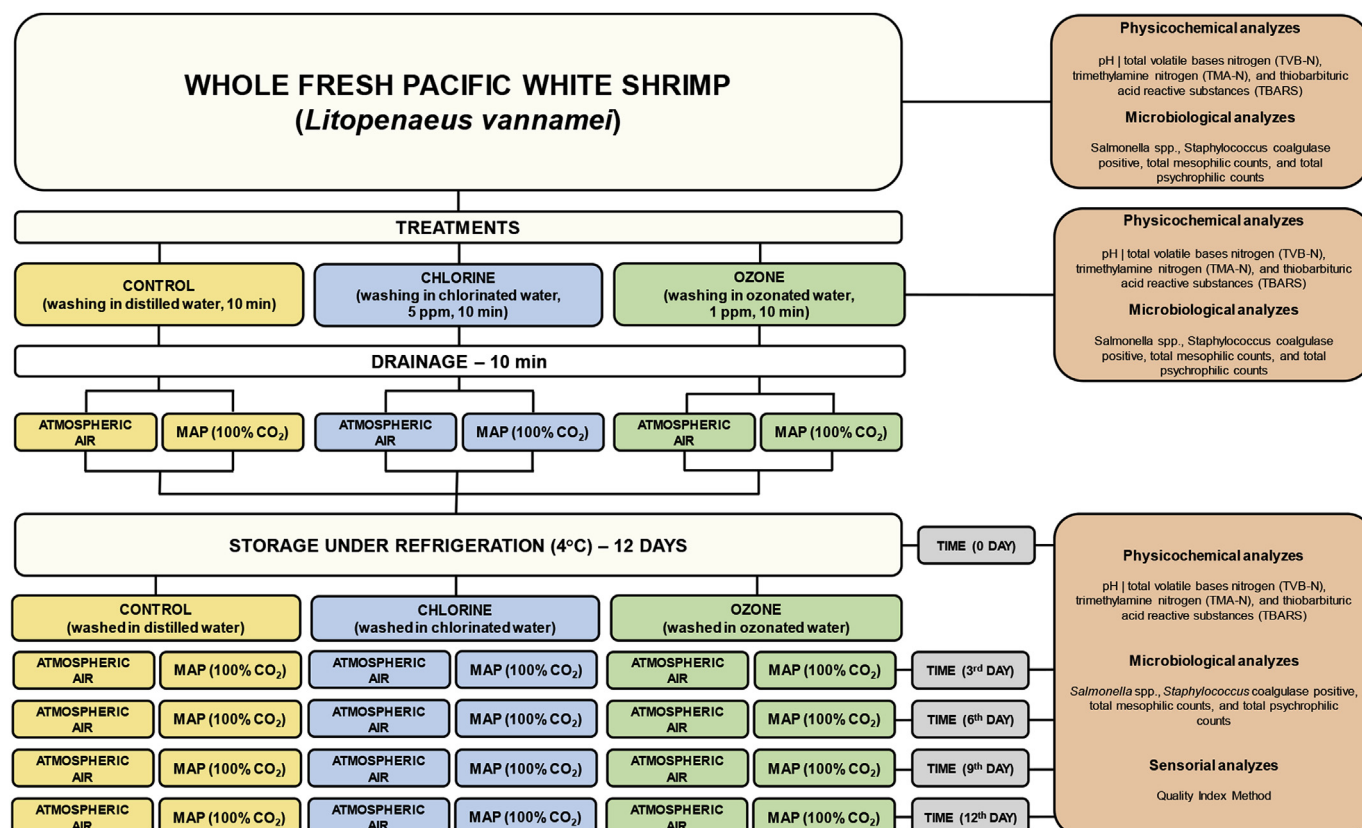 WHOLE FRESH PACIFIC WHITE SHRIMP
(Litopenaeus vannamei)
Physicochemical analyzes
pH | total volatile bases nitrogen (TVB-N),
trimethylamine nitrogen (TMA-N), and thiobarbituric
acid reactive substances (TBARS)
Microbiological analyzes
Salmonella spp., Staphylococcus coalgulase
positive, total mesophilic counts, and total
psychrophilic counts
TREATMENTS
CONTROL
(washing in distilled water, 10 min)
CHLORINE
(washing in chlorinated water,
5 ppm, 10 min)
OZONE
(washing in ozonated water,
1 ppm, 10 min)
Physicochemical analyzes
pH | total volatile bases nitrogen (TVB-N),
trimethylamine nitrogen (TMA-N), and thiobarbituric
acid reactive substances (TBARS)
Microbiological analyzes
Salmonella spp., Staphylococcus coalgulase
positive, total mesophilic counts, and total
psychrophilic counts
DRAINAGE – 10 min
ATMOSPHERIC
AIR
MAP (100% CO₂)
ATMOSPHERIC
AIR
MAP (100% CO₂)
ATMOSPHERIC
AIR
MAP (100% CO₂)
STORAGE UNDER REFRIGERATION (4ºC) – 12 DAYS
TIME (0 DAY)
CONTROL
(washed in distilled water)
CHLORINE
(washed in chlorinated water)
OZONE
(washed in ozonated water)
ATMOSPHERIC
AIR
MAP (100% CO₂)
ATMOSPHERIC
AIR
MAP (100% CO₂)
ATMOSPHERIC
AIR
MAP (100% CO₂)
TIME (3rd DAY)
ATMOSPHERIC
AIR
MAP (100% CO₂)
ATMOSPHERIC
AIR
MAP (100% CO₂)
ATMOSPHERIC
AIR
MAP (100% CO₂)
TIME (6th DAY)
ATMOSPHERIC
AIR
MAP (100% CO₂)
ATMOSPHERIC
AIR
MAP (100% CO₂)
ATMOSPHERIC
AIR
MAP (100% CO₂)
TIME (9th DAY)
ATMOSPHERIC
AIR
MAP (100% CO₂)
ATMOSPHERIC
AIR
MAP (100% CO₂)
ATMOSPHERIC
AIR
MAP (100% CO₂)
TIME (12th DAY)
Physicochemical analyzes
pH | total volatile bases nitrogen (TVB-N),
trimethylamine nitrogen (TMA-N), and thiobarbituric
acid reactive substances (TBARS)
Microbiological analyzes
Salmonella spp., Staphylococcus coalgulase positive,
total mesophilic counts, and total psychrophilic
counts
Sensorial analyzes
Quality Index Method